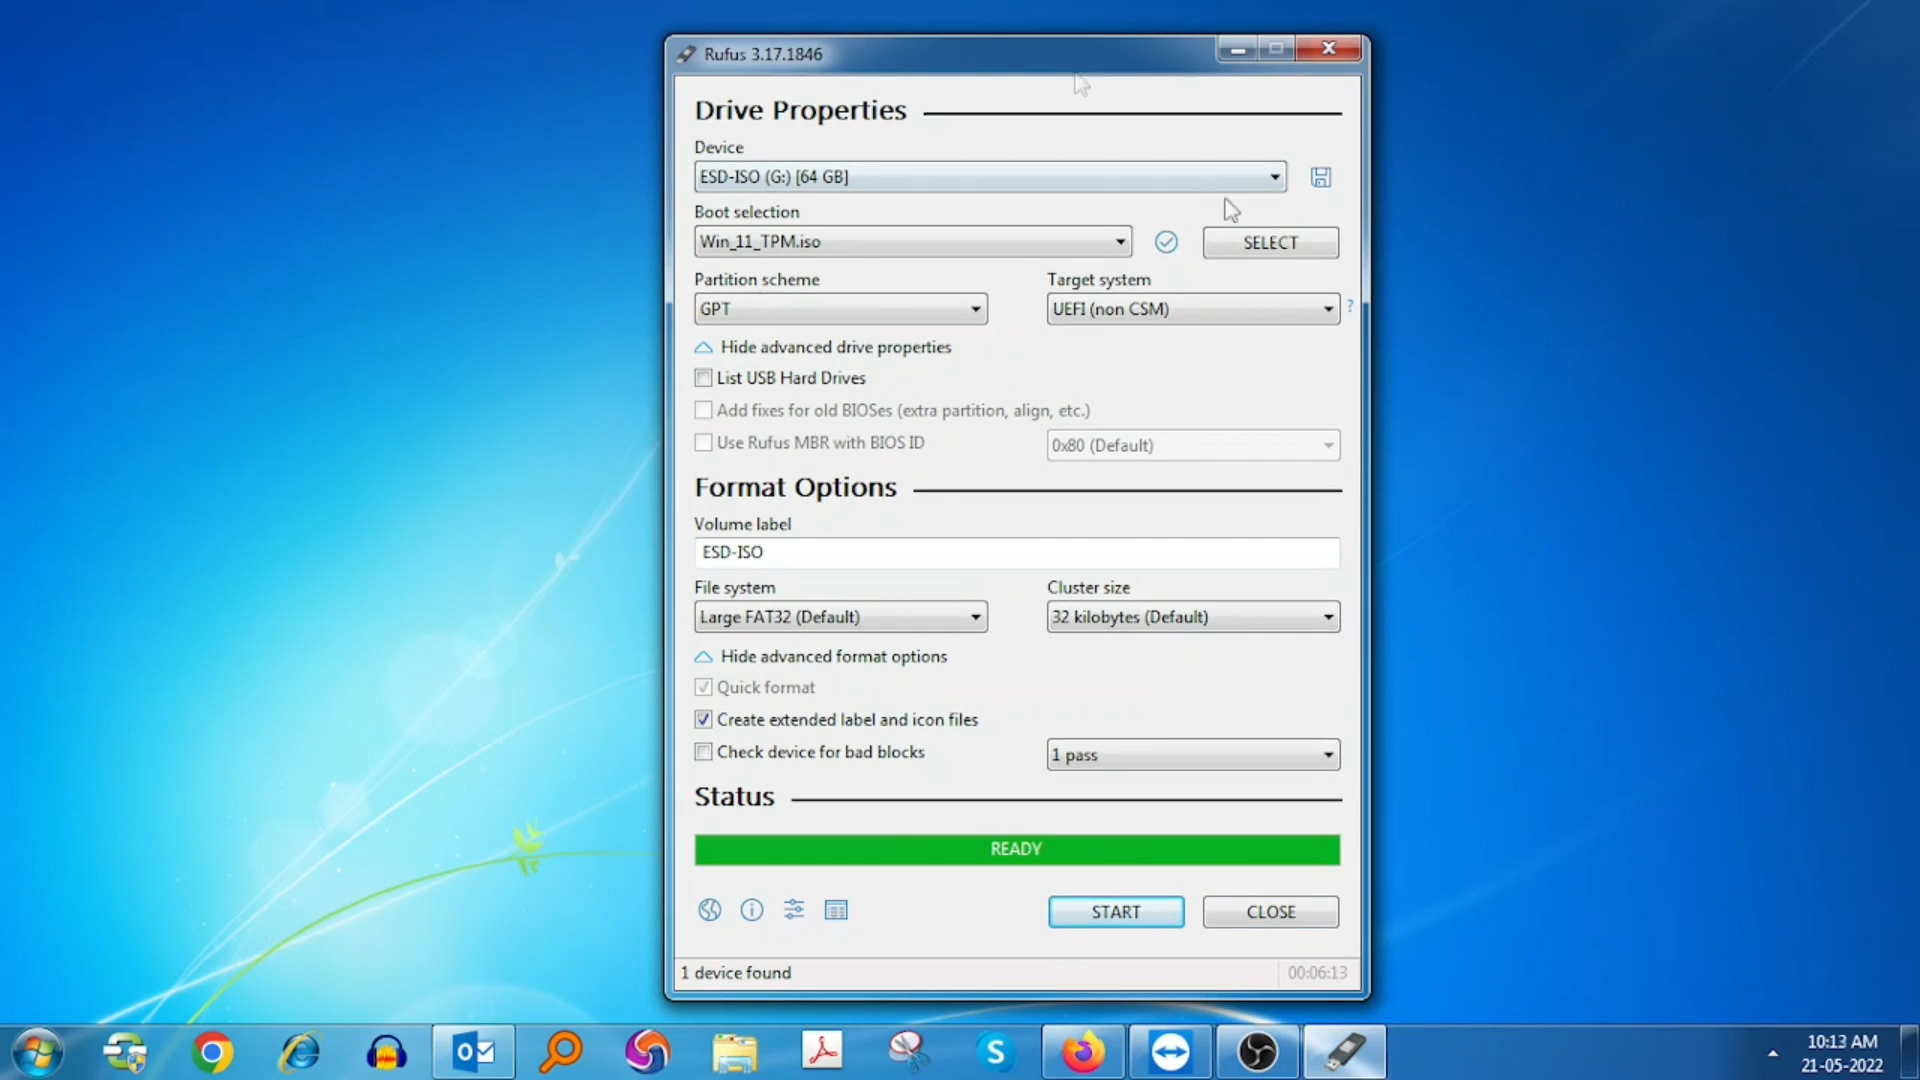 Rufus 3.17.1846
Drive Properties
Device
ESD-ISO (G:) [64 GB]
Boot selection
Win_11_TPM.iso
SELECT
Partition scheme
Target system
GPT
UEFI (non CSM)
?
Hide advanced drive properties
List USB Hard Drives
Add fixes for old BIOSes (extra partition, align, etc.)
Use Rufus MBR with BIOS ID
0x80 (Default)
Format Options
Volume label
ESD-ISO
File system
Cluster size
Large FAT32 (Default)
32 kilobytes (Default)
Hide advanced format options
Quick format
Create extended label and icon files
Check device for bad blocks
1 pass
Status
READY
START
CLOSE
1 device found
00:06:13
10:13 AM
21-05-2022